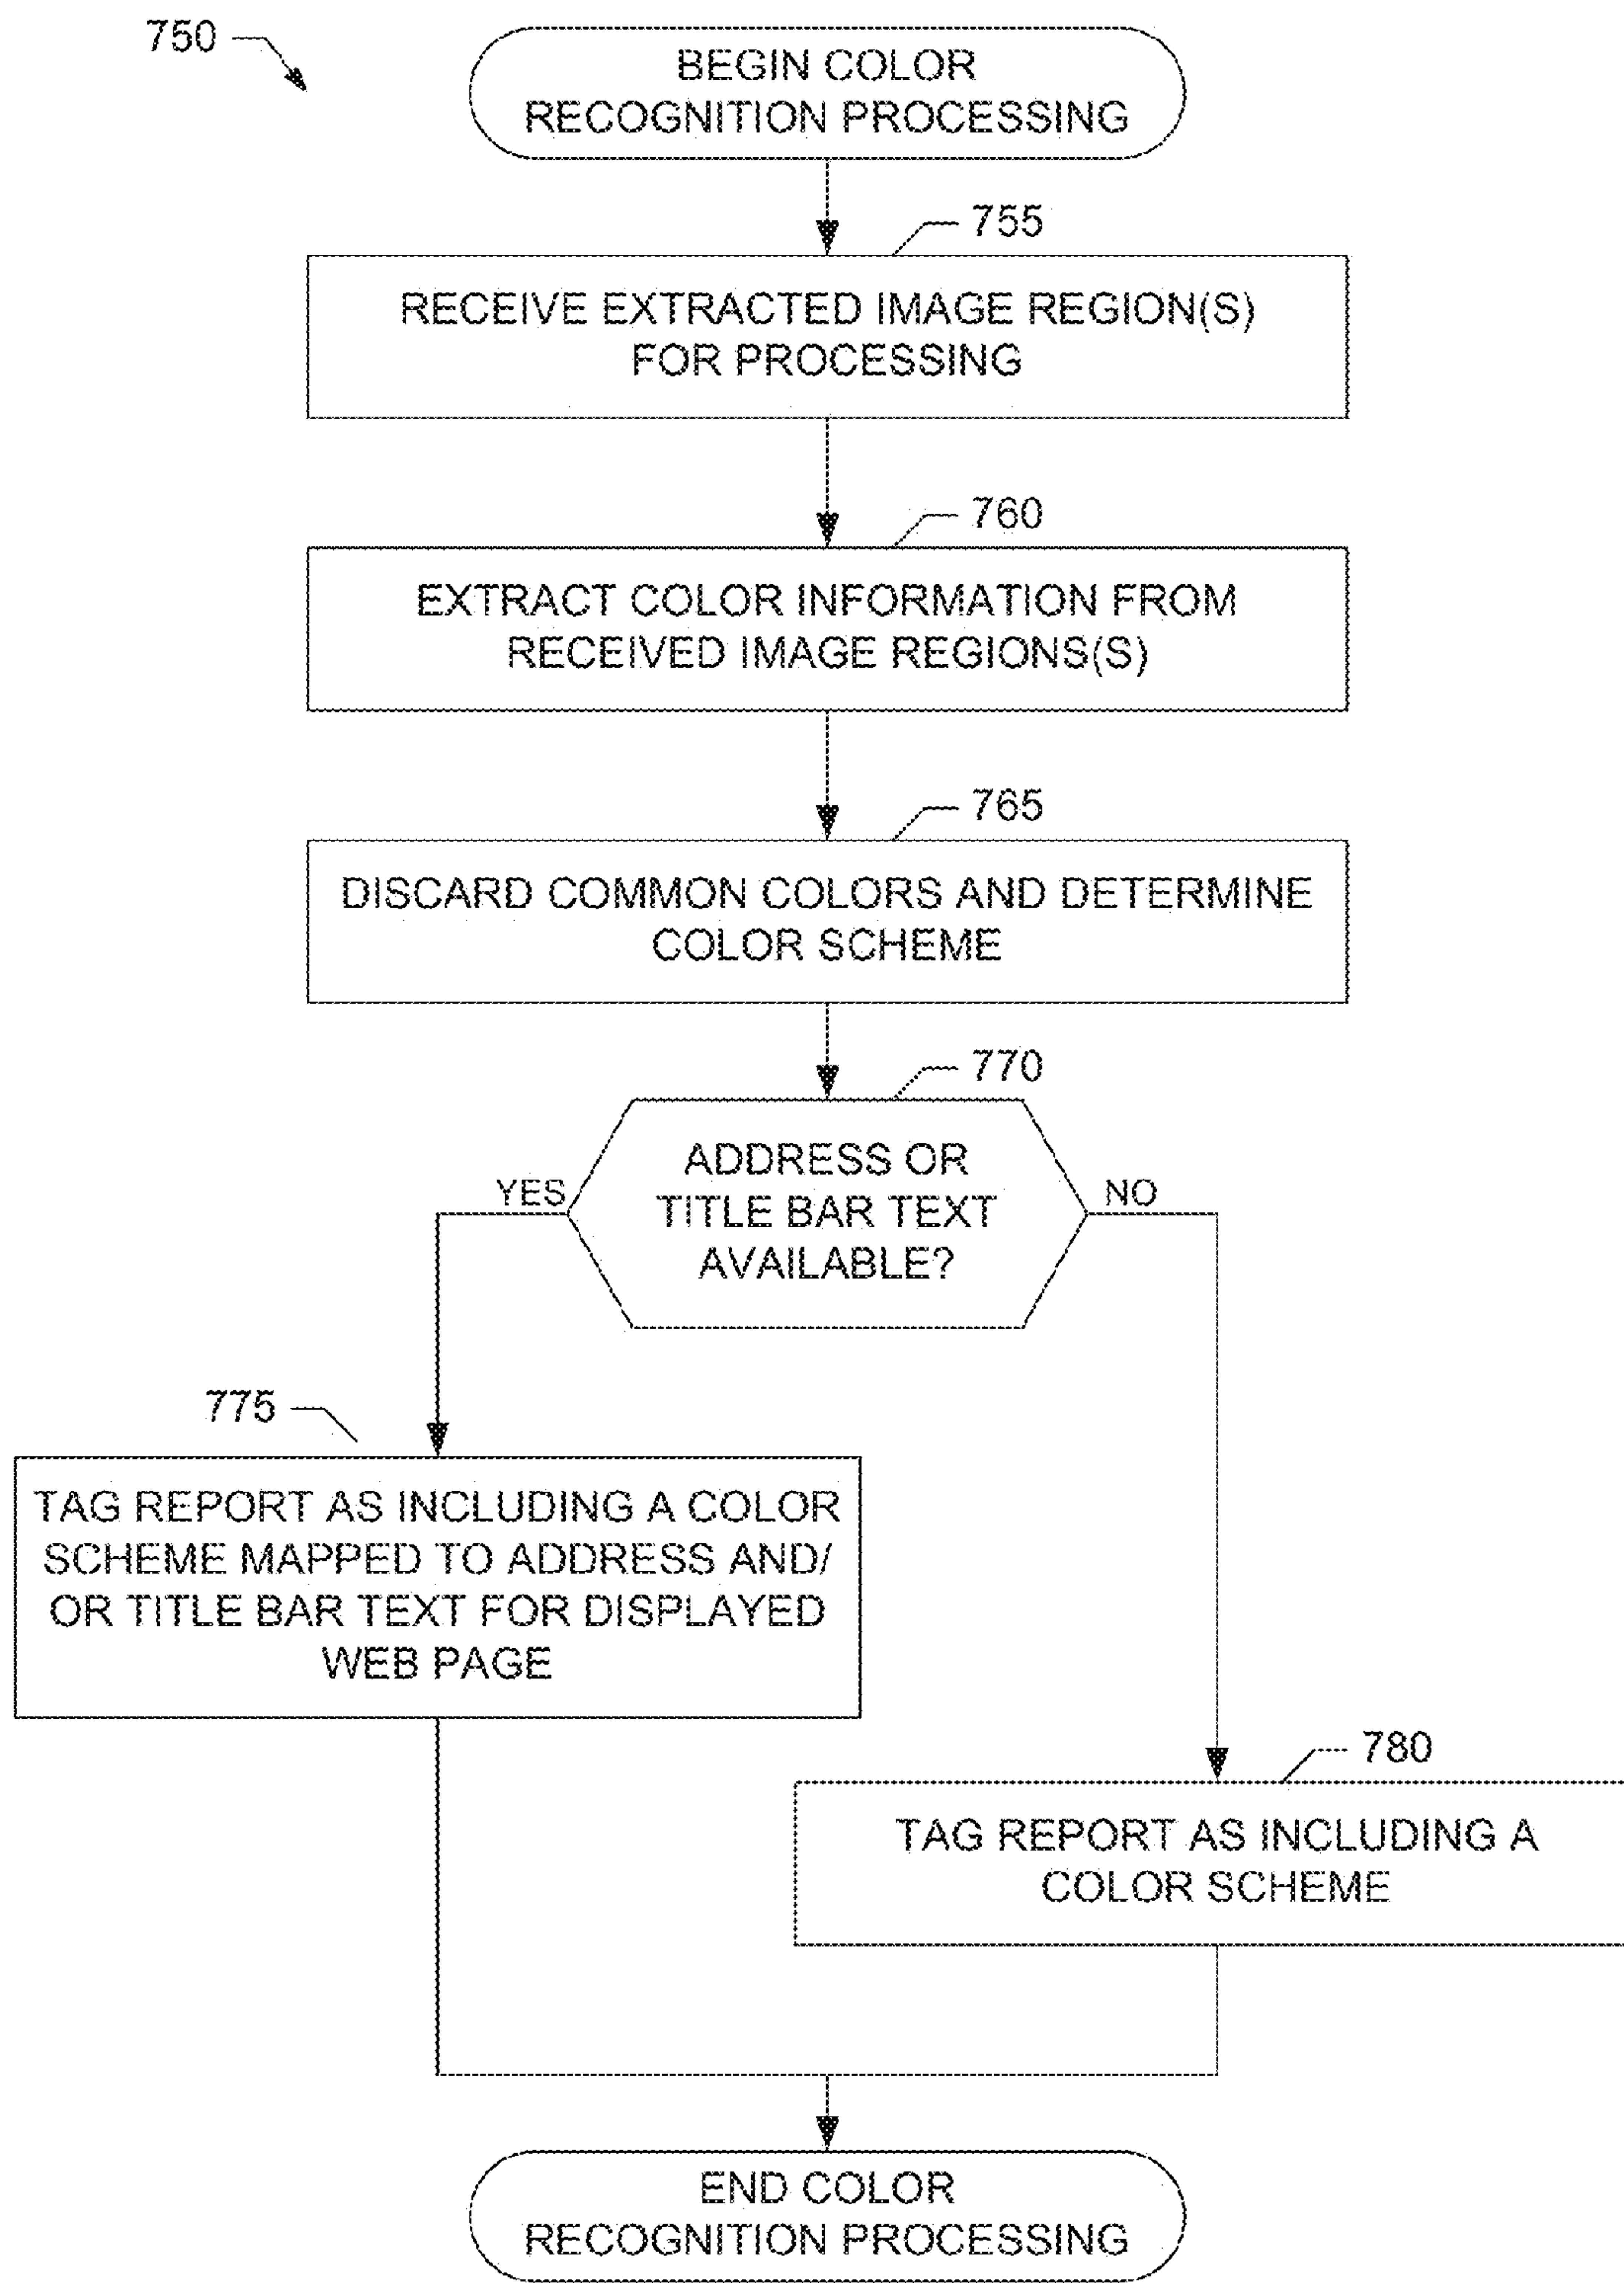 750
BEGIN COLOR
RECOGNITION PROCESSING
755
RECEIVE EXTRACTED IMAGE REGION(S)
FOR PROCESSING
760
EXTRACT COLOR INFORMATION FROM
RECEIVED IMAGE REGIONS(S)
765
DISCARD COMMON COLORS AND DETERMINE
COLOR SCHEME
770
ADDRESS OR
TITLE BAR TEXT
AVAILABLE?
YES
NO
775
TAG REPORT AS INCLUDING A COLOR
SCHEME MAPPED TO ADDRESS AND/
OR TITLE BAR TEXT FOR DISPLAYED
WEB PAGE
780
TAG REPORT AS INCLUDING A
COLOR SCHEME
END COLOR
RECOGNITION PROCESSING